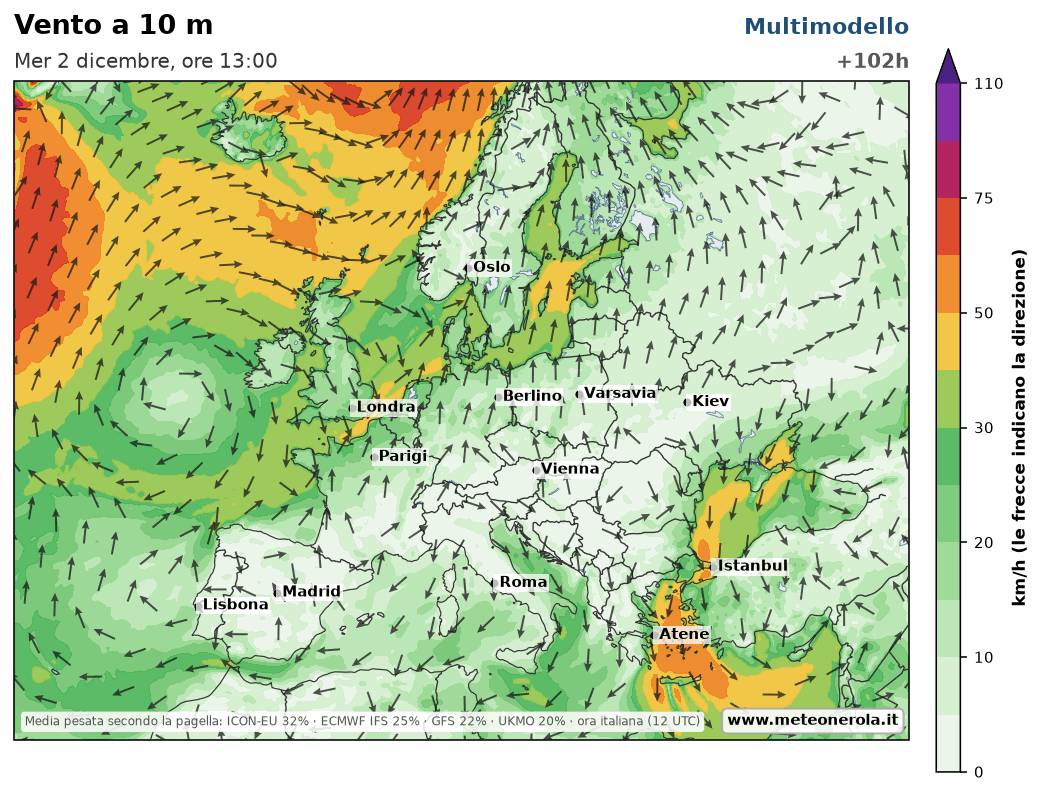 Vento a 10 m
Multimodello
Mer 2 dicembre, ore 13:00
+102h
110
75
50
30
20
10
0
km/h (le frecce indicano la direzione)
Oslo
Berlino
Varsavia
Kiev
Londra
Parigi
Vienna
Istanbul
Roma
Madrid
Lisbona
Atene
Media pesata secondo la pagella: ICON-EU 32% · ECMWF IFS 25% · GFS 22% · UKMO 20% · ora italiana (12 UTC)
www.meteonerola.it